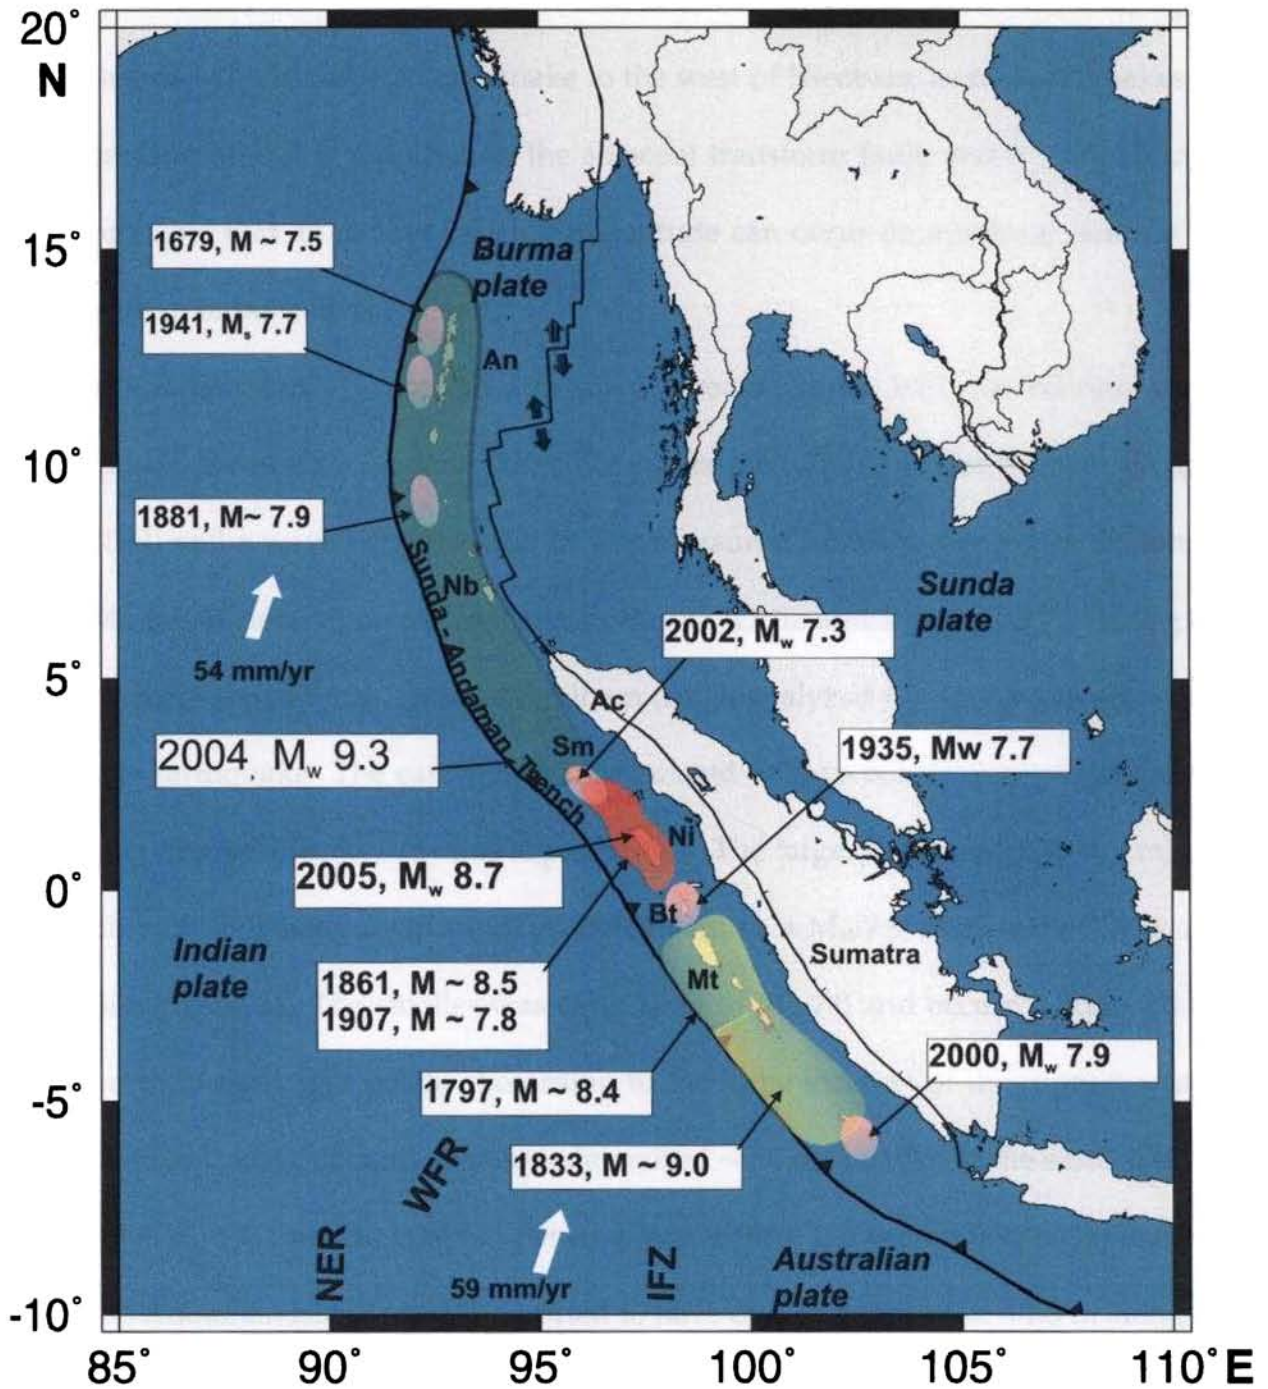 20°
N
15°
10°
5°
0°
-5°
-10°
1679, M ~ 7.5
1941, Ms 7.7
1881, M~ 7.9
54 mm/yr
2004, Mw 9.3
2005, Mw 8.7
Indian
plate
1861, M ~ 8.5
1907, M ~ 7.8
1797, M ~ 8.4
1833, M ~ 9.0
WFR
NER
59 mm/yr
IFZ
Australian
plate
Burma
plate
An
Nb
Sunda - Andaman - Trench
Sm
Ac
Ni
Bt
Mt
Sumatra
Sunda
plate
2002, Mw 7.3
1935, Mw 7.7
2000, Mw 7.9
85° 90° 95° 100° 105° 110° E